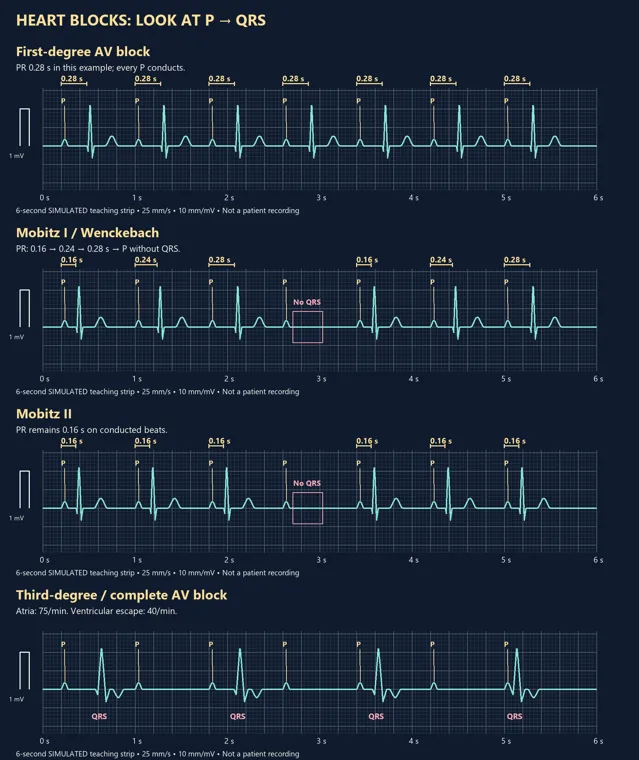 HEART BLOCKS: LOOK AT P → QRS
First-degree AV block
PR 0.28 s in this example; every P conducts.
0.28 s 0.28 s 0.28 s 0.28 s 0.28 s 0.28 s 0.28 s
P P P P P P P
1 mV
0 s 1 s 2 s 3 s 4 s 5 s 6 s
6-second SIMULATED teaching strip • 25 mm/s • 10 mm/mV • Not a patient recording
Mobitz I / Wenckebach
PR: 0.16 → 0.24 → 0.28 s → P without QRS.
0.16 s 0.24 s 0.28 s 0.16 s 0.24 s 0.28 s
P P P P P P P
No QRS
1 mV
0 s 1 s 2 s 3 s 4 s 5 s 6 s
6-second SIMULATED teaching strip • 25 mm/s • 10 mm/mV • Not a patient recording
Mobitz II
PR remains 0.16 s on conducted beats.
0.16 s 0.16 s 0.16 s 0.16 s 0.16 s 0.16 s
P P P P P P P
No QRS
1 mV
0 s 1 s 2 s 3 s 4 s 5 s 6 s
6-second SIMULATED teaching strip • 25 mm/s • 10 mm/mV • Not a patient recording
Third-degree / complete AV block
Atria: 75/min. Ventricular escape: 40/min.
P P P P P P P
1 mV
QRS QRS QRS QRS
0 s 1 s 2 s 3 s 4 s 5 s 6 s
6-second SIMULATED teaching strip • 25 mm/s • 10 mm/mV • Not a patient recording